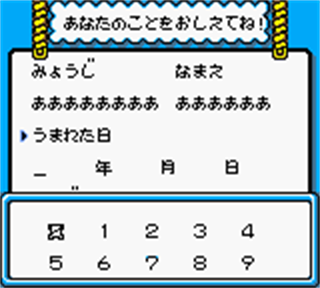 あなたのことをおしえてね!
みょうじ なまえ
ああああああああ ああああああ
うまれた日
_ 年 月 日
0 1 2 3 4
5 6 7 8 9